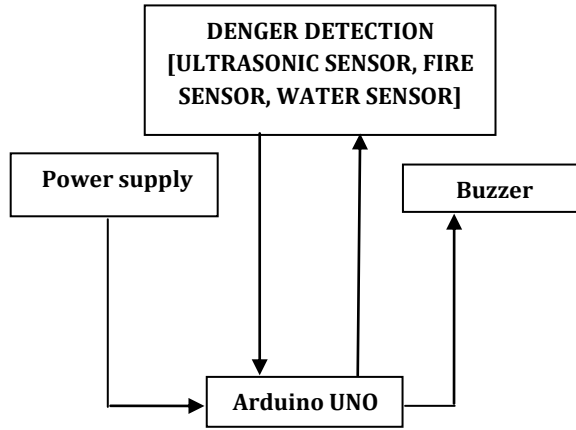 DENGER DETECTION
[ULTRASONIC SENSOR, FIRE
SENSOR, WATER SENSOR]
Power supply
Buzzer
Arduino UNO